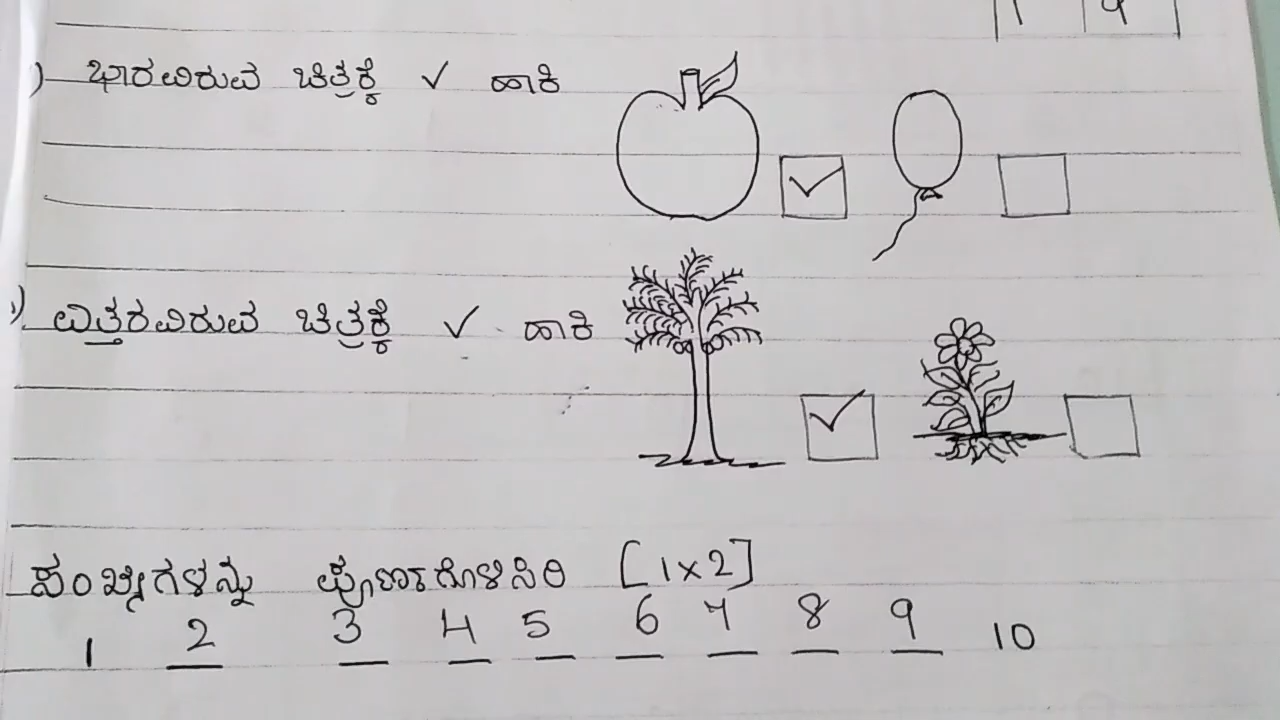 ) ಭಾರವಿರುವ ಚಿತ್ರಕ್ಕೆ ✓ ಹಾಕಿ
) ಎತ್ತರವಿರುವ ಚಿತ್ರಕ್ಕೆ ✓ ಹಾಕಿ
ಸಂಖ್ಯೆಗಳನ್ನು ಪೂರ್ಣಗೊಳಿಸಿರಿ [1×2]
1 2 3 4 5 6 7 8 9 10